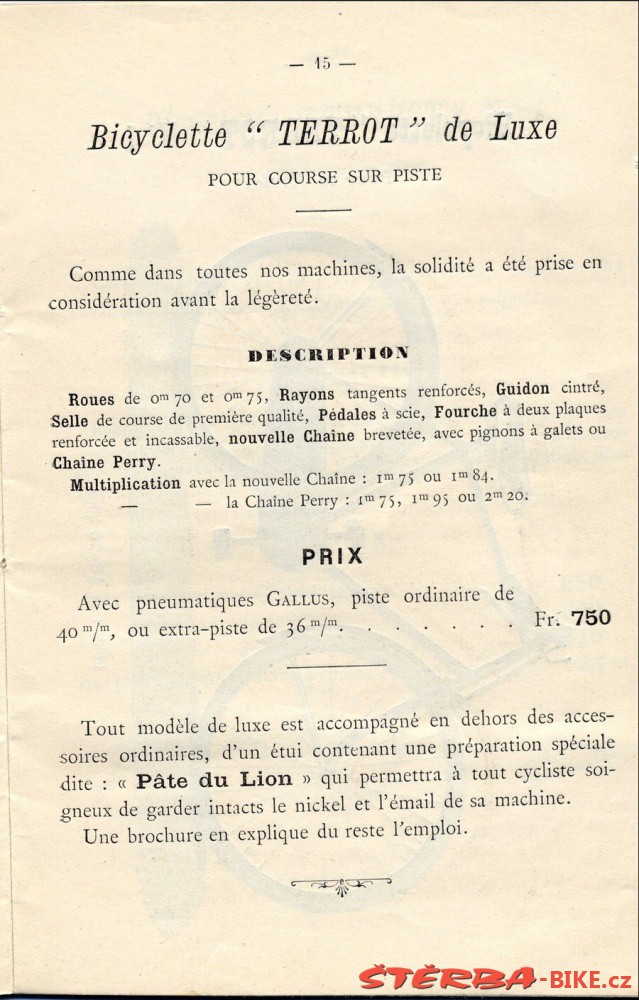 — 15 —
Bicyclette “ TERROT ” de Luxe
POUR COURSE SUR PISTE
Comme dans toutes nos machines, la solidité a été prise en
considération avant la légèreté.
DESCRIPTION
Roues de 0m 70 et 0m 75, Rayons tangents renforcés, Guidon cintré,
Selle de course de première qualité, Pédales à scie, Fourche à deux plaques
renforcée et incassable, nouvelle Chaîne brevetée, avec pignons à galets ou
Chaîne Perry.
Multiplication avec la nouvelle Chaîne : 1m 75 ou 1m 84.
— — la Chaîne Perry : 1m 75, 1m 95 ou 2m 20.
PRIX
Avec pneumatiques GALLUS, piste ordinaire de
40 m/m, ou extra-piste de 36 m/m. . . . . . . . Fr. 750
Tout modèle de luxe est accompagné en dehors des acces-
soires ordinaires, d'un étui contenant une préparation spéciale
dite : « Pâte du Lion » qui permettra à tout cycliste soi-
gneux de garder intacts le nickel et l'émail de sa machine.
Une brochure en explique du reste l'emploi.
ŠTĚRBA-BIKE.cz